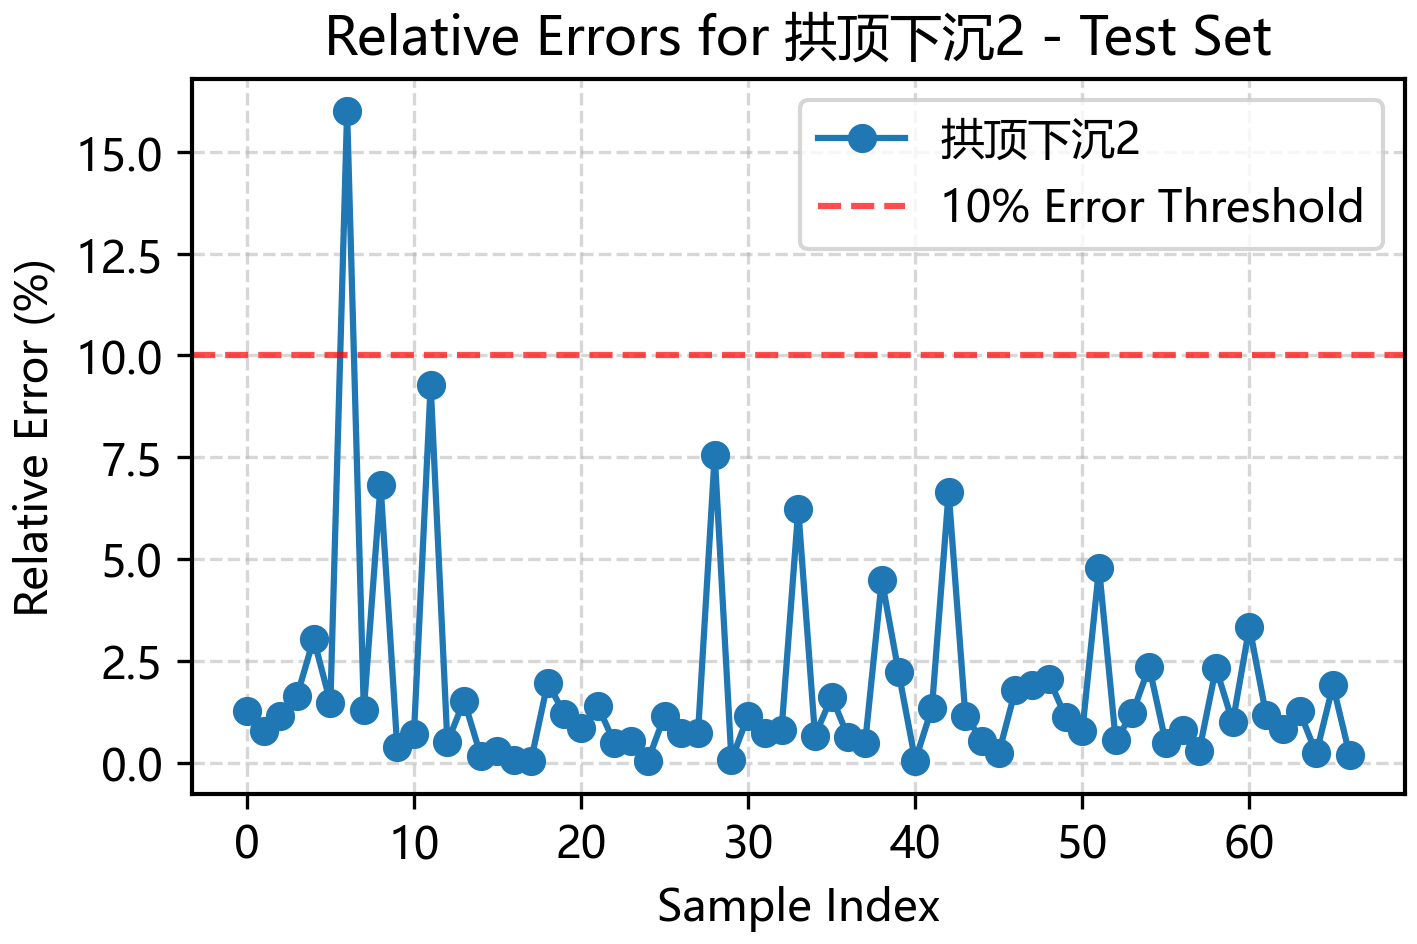 Relative Errors for 拱顶下沉2 - Test Set
拱顶下沉2
10% Error Threshold
Relative Error (%)
15.0
12.5
10.0
7.5
5.0
2.5
0.0
0 10 20 30 40 50 60
Sample Index